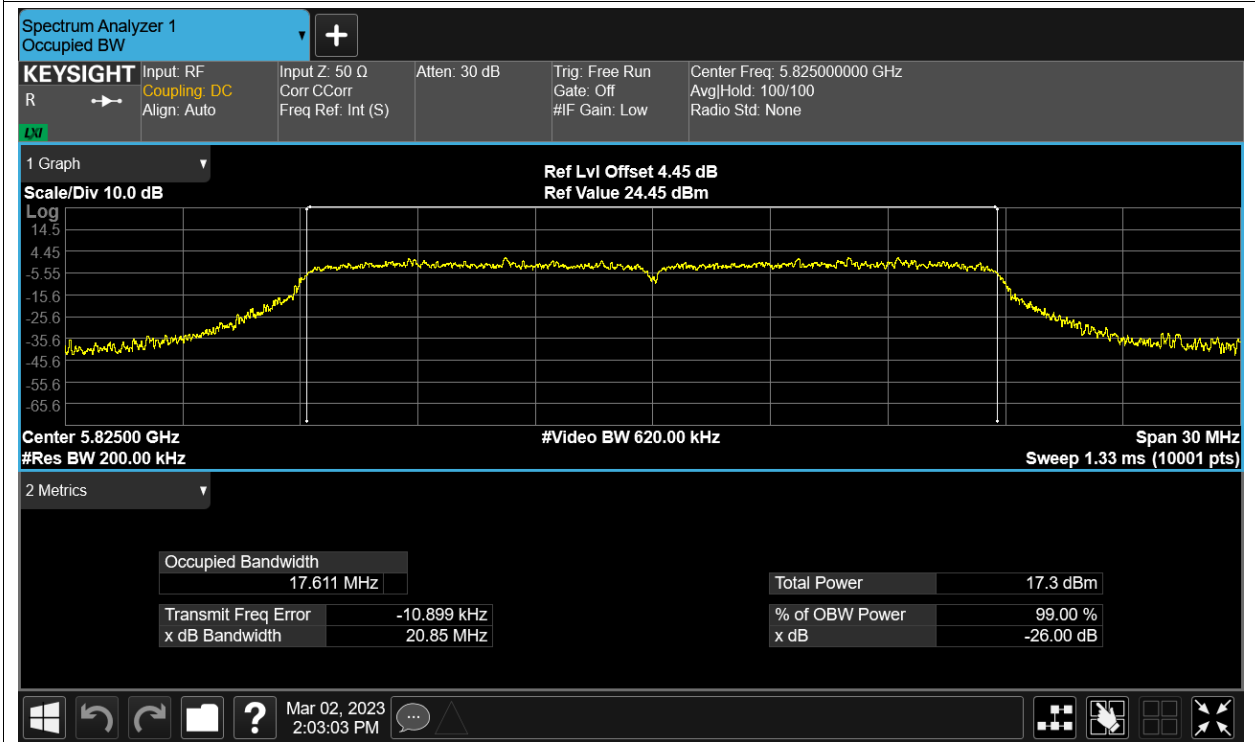 Spectrum Analyzer 1
Occupied BW
KEYSIGHT
R
LXI
Input: RF
Coupling: DC
Align: Auto
Input Z: 50 Ω
Corr CCorr
Freq Ref: Int (S)
Atten: 30 dB
Trig: Free Run
Gate: Off
#IF Gain: Low
Center Freq: 5.825000000 GHz
Avg|Hold: 100/100
Radio Std: None
1 Graph
Scale/Div 10.0 dB
Ref Lvl Offset 4.45 dB
Ref Value 24.45 dBm
Log
14.5
4.45
-5.55
-15.6
-25.6
-35.6
-45.6
-55.6
-65.6
Center 5.82500 GHz
#Video BW 620.00 kHz
Span 30 MHz
#Res BW 200.00 kHz
Sweep 1.33 ms (10001 pts)
2 Metrics
Occupied Bandwidth
17.611 MHz
Total Power 17.3 dBm
Transmit Freq Error -10.899 kHz
% of OBW Power 99.00 %
x dB Bandwidth 20.85 MHz
x dB -26.00 dB
?
Mar 02, 2023
2:03:03 PM